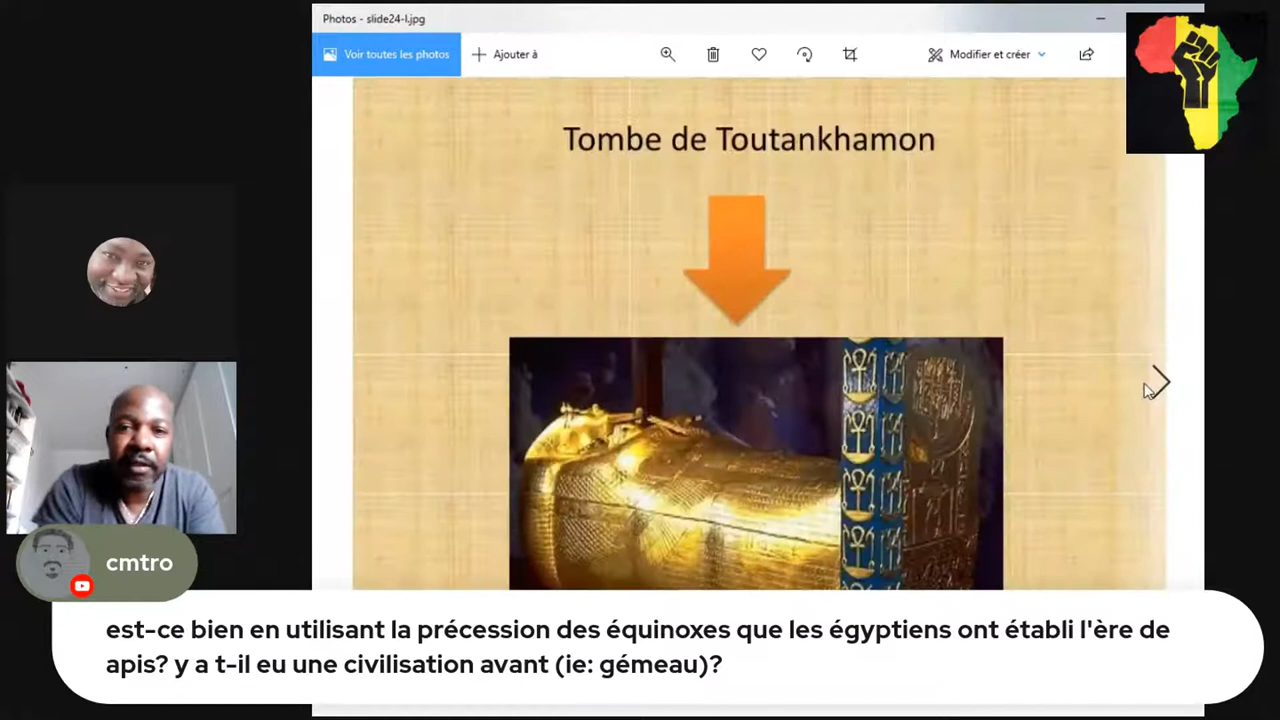 Photos - slide24-l.jpg
Voir toutes les photos
Ajouter à
Modifier et créer
Tombe de Toutankhamon
cmtro
est-ce bien en utilisant la précession des équinoxes que les égyptiens ont établi l'ère de
apis? y a t-il eu une civilisation avant (ie: gémeau)?